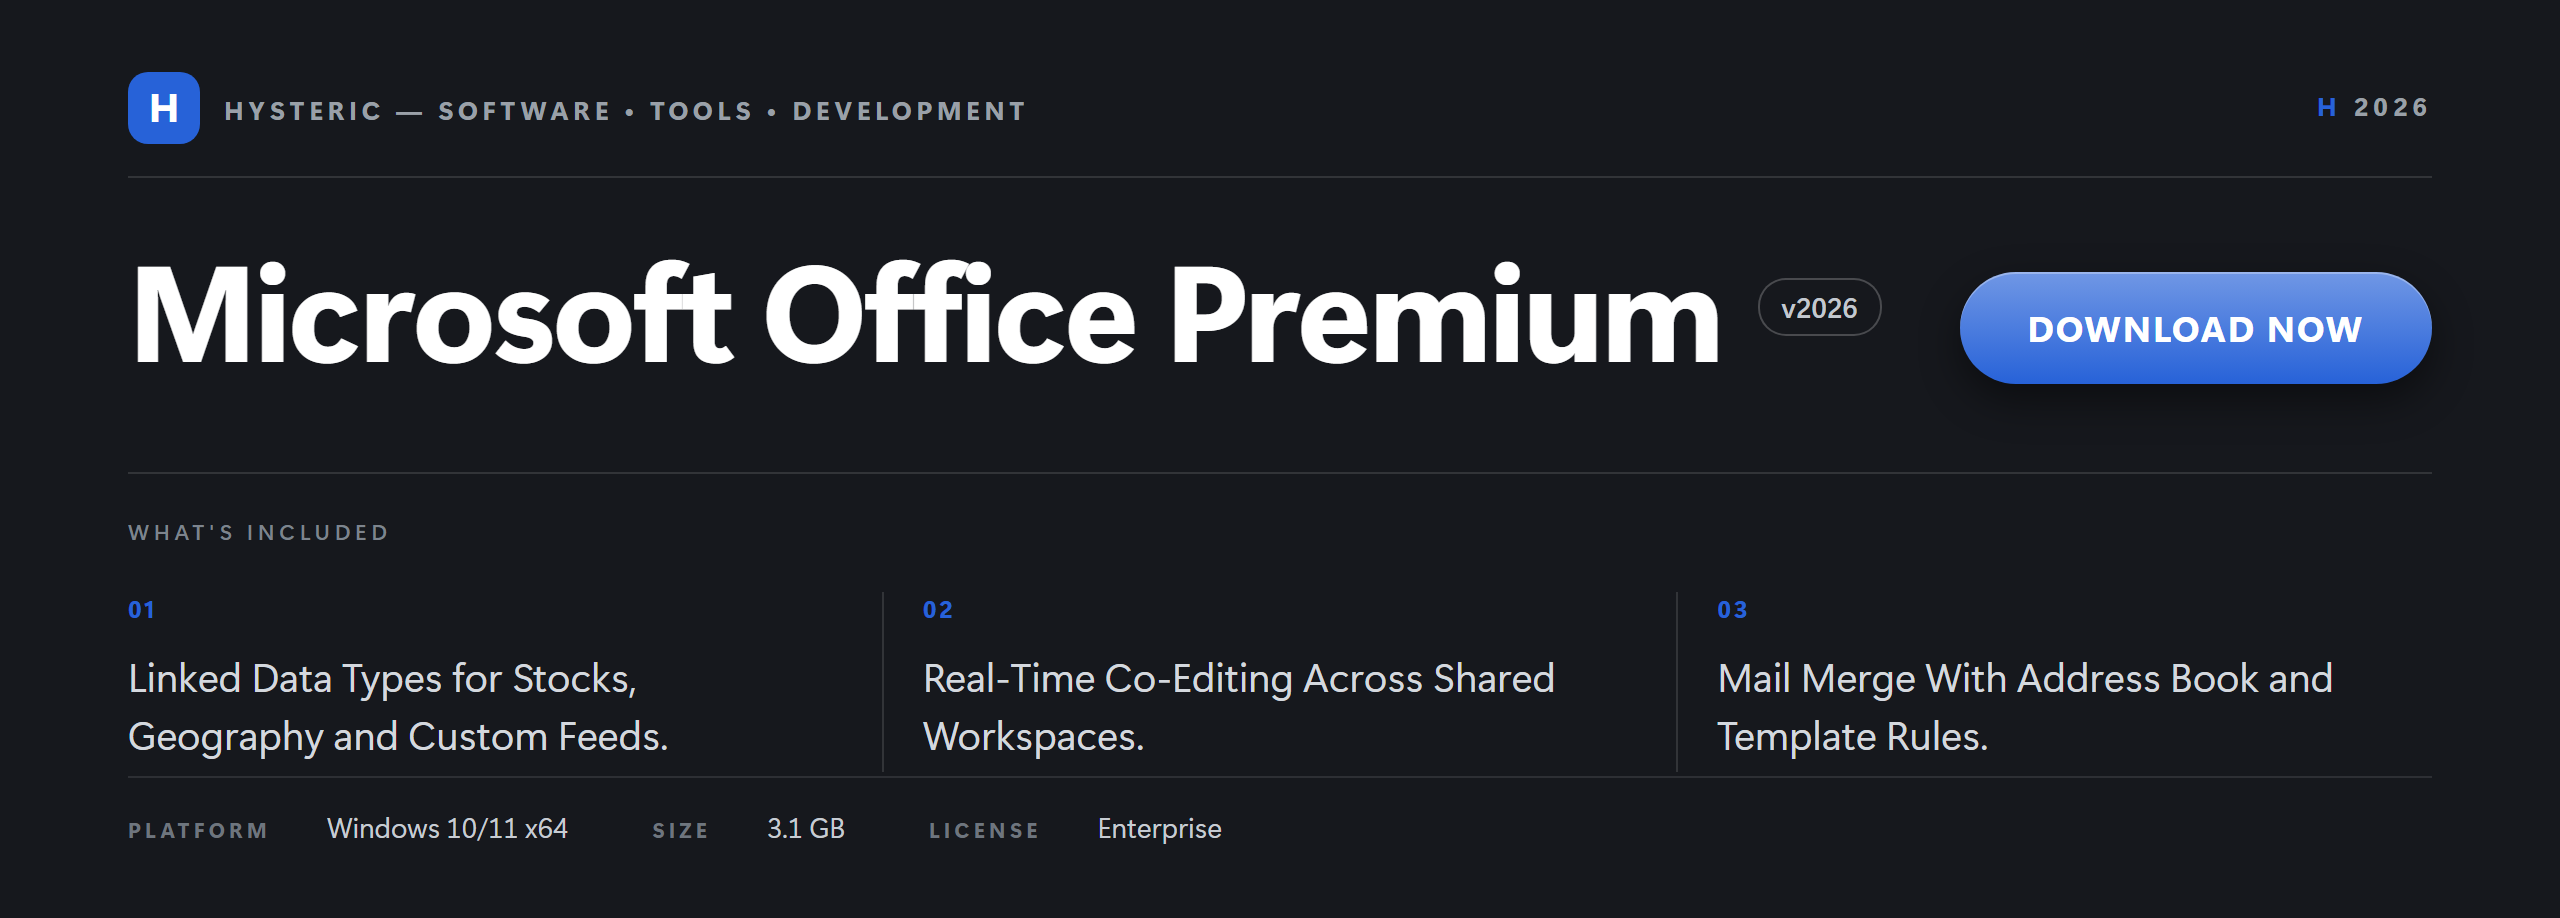 H
HYSTERIC — SOFTWARE • TOOLS • DEVELOPMENT
H 2026
Microsoft Office Premium
v2026
DOWNLOAD NOW
WHAT'S INCLUDED
01
Linked Data Types for Stocks,
Geography and Custom Feeds.
02
Real-Time Co-Editing Across Shared
Workspaces.
03
Mail Merge With Address Book and
Template Rules.
PLATFORM Windows 10/11 x64 SIZE 3.1 GB LICENSE Enterprise